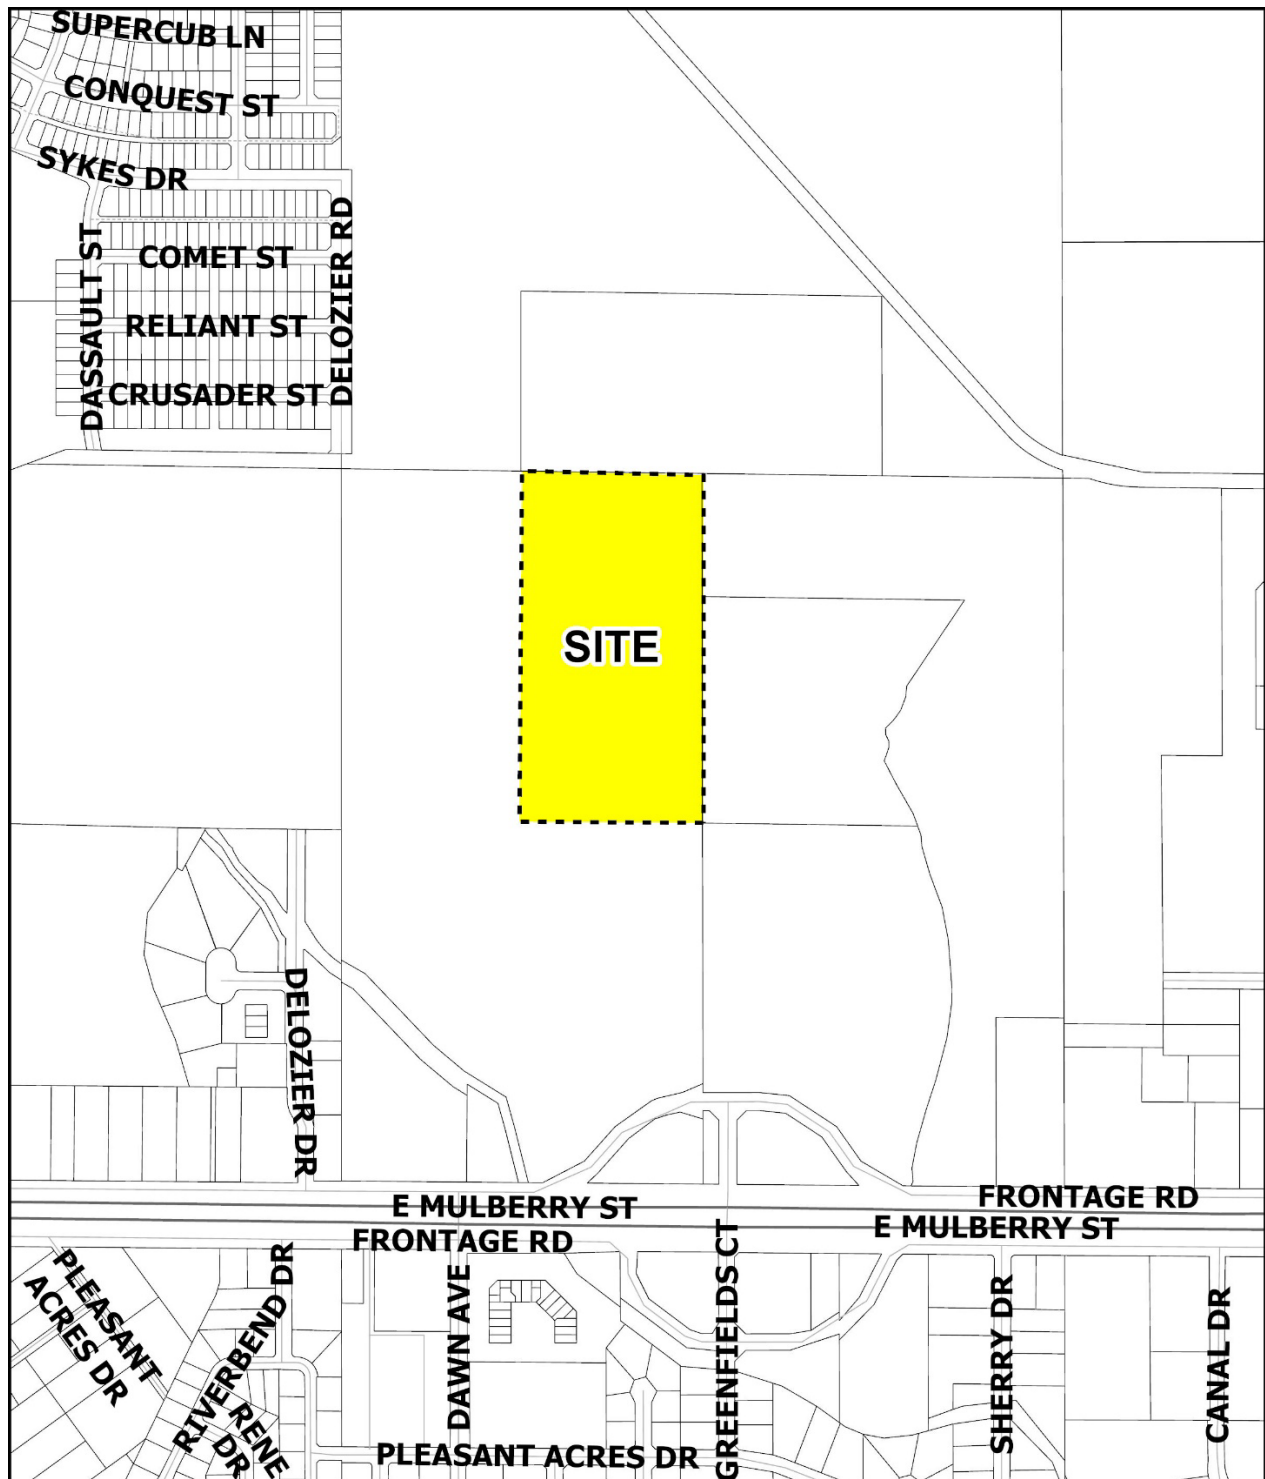 SUPERCUB LN
CONQUEST ST
SYKES DR
DASSAULT ST
COMET ST
DELOZIER RD
RELIANT ST
CRUSADER ST
SITE
DELOZIER DR
E MULBERRY ST
FRONTAGE RD
FRONTAGE RD
E MULBERRY ST
PLEASANT
ACRES DR
RIVERBEND DR
RENE
DR
DAWN AVE
GREENFIELDS CT
SHERRY DR
CANAL DR
PLEASANT ACRES DR